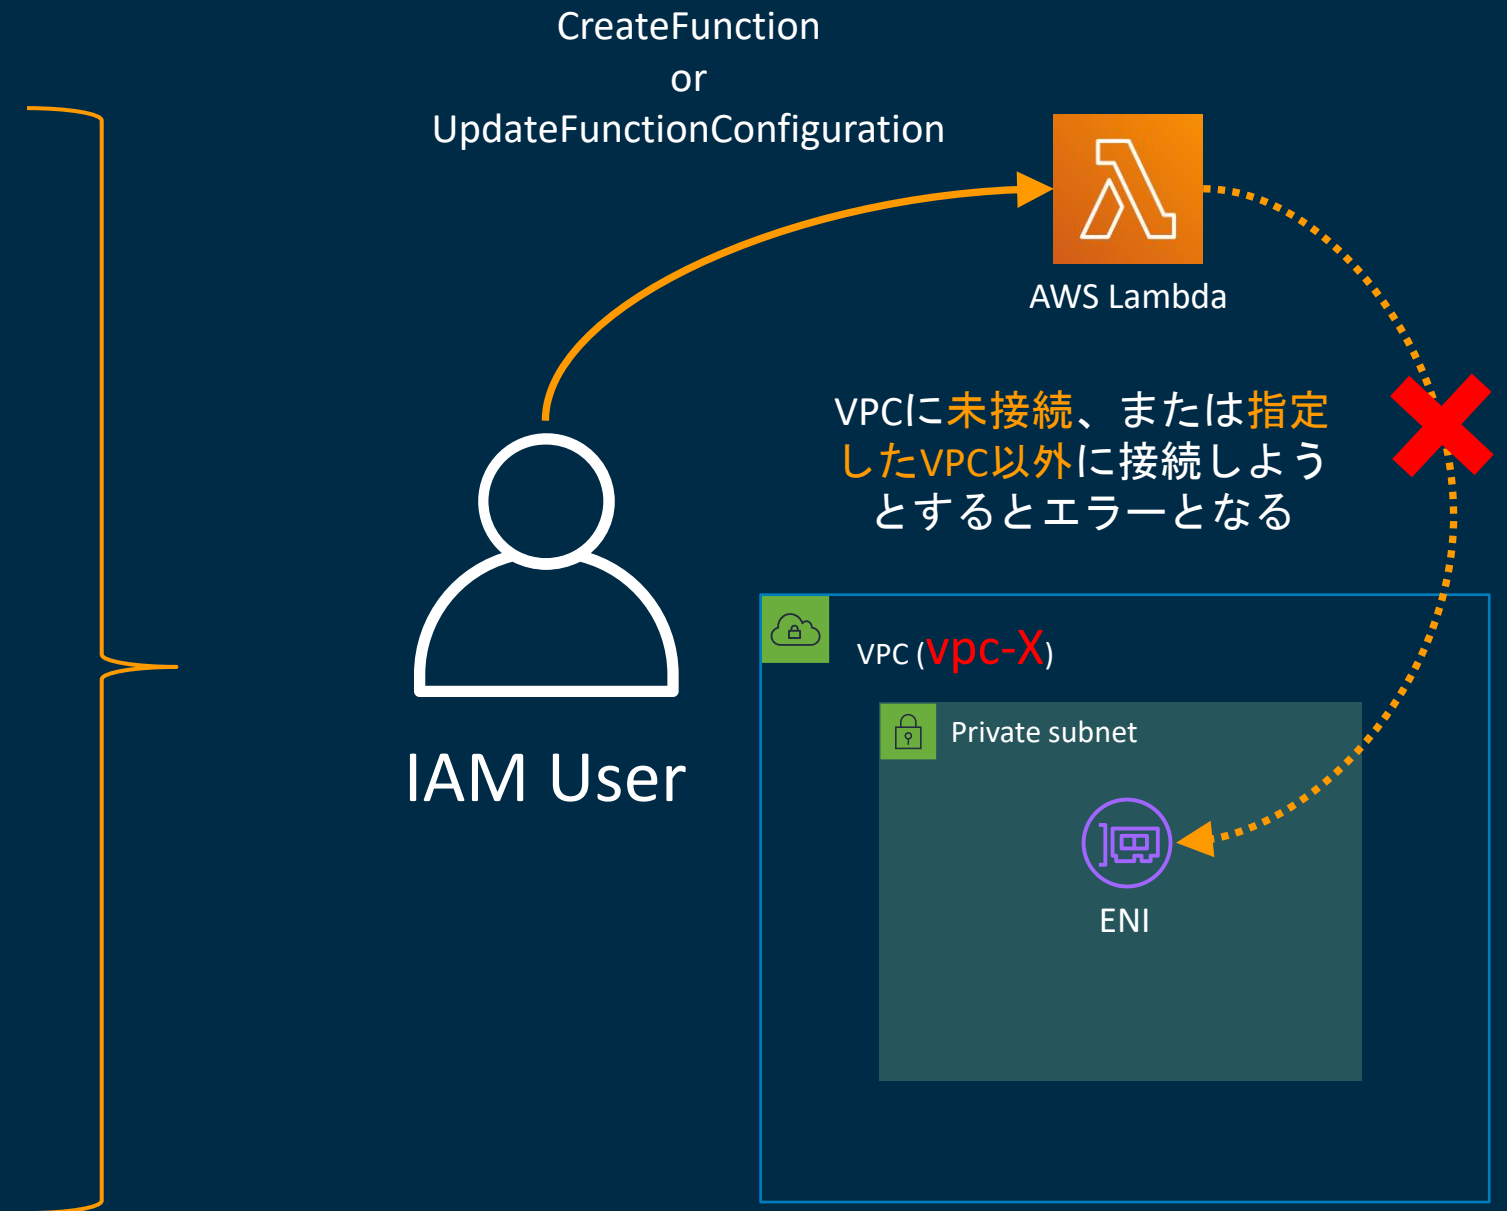 CreateFunction
or
UpdateFunctionConfiguration
AWS Lambda
VPCに未接続、または指定
したVPC以外に接続しよう
とするとエラーとなる
IAM User
VPC (vpc-X)
Private subnet
ENI